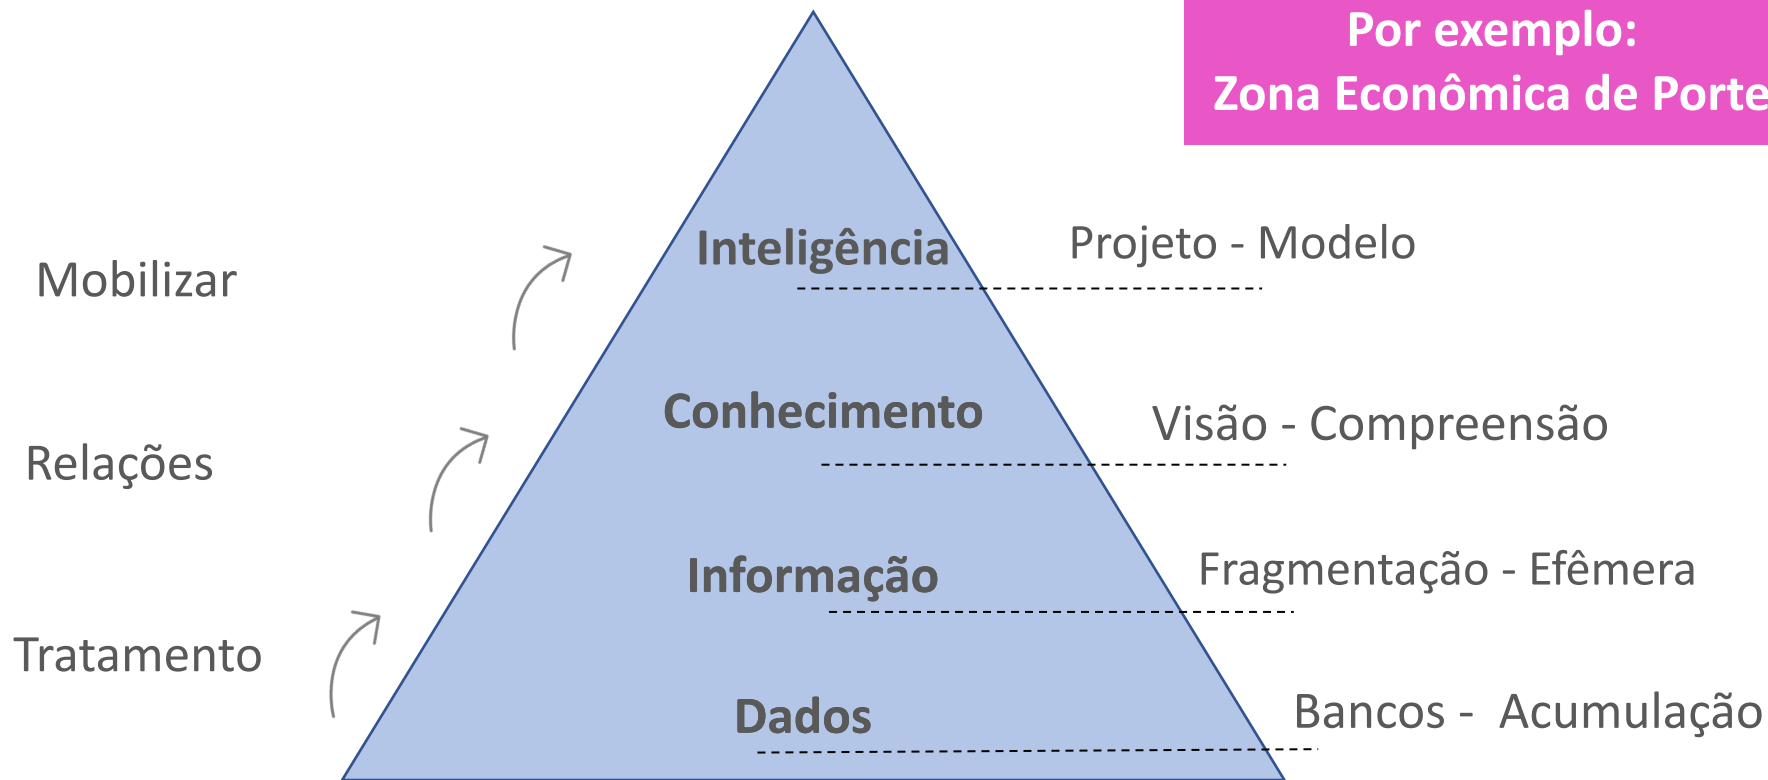 Por exemplo:
Zona Econômica de Porte
Inteligência
Projeto - Modelo
Mobilizar
Conhecimento
Visão - Compreensão
Relações
Informação
Fragmentação - Efêmera
Tratamento
Dados
Bancos - Acumulação